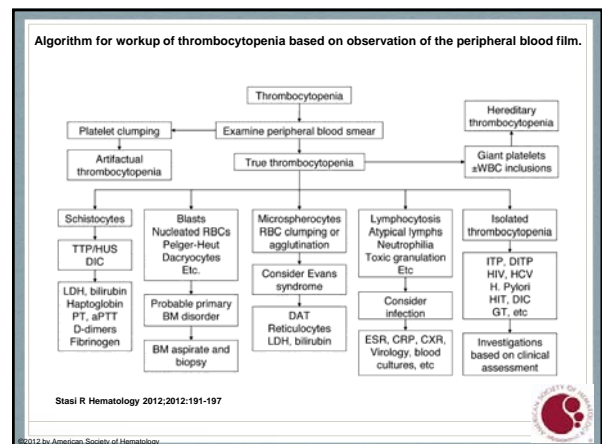 Algorithm for workup of thrombocytopenia based on observation of the peripheral blood film.
Thrombocytopenia
Hereditary
thrombocytopenia
Platelet clumping
Examine peripheral blood smear
Artifactual
thrombocytopenia
True thrombocytopenia
Giant platelets
±WBC inclusions
Schistocytes
TTP/HUS
DIC
LDH, bilirubin
Haptoglobin
PT, aPTT
D-dimers
Fibrinogen
Blasts
Nucleated RBCs
Pelger-Heut
Dacryocytes
Etc.
Probable primary
BM disorder
BM aspirate and
biopsy
Microspherocytes
RBC clumping or
agglutination
Consider Evans
syndrome
DAT
Reticulocytes
LDH, bilirubin
Lymphocytosis
Atypical lymphs
Neutrophilia
Toxic granulation
Etc
Consider
infection
ESR, CRP, CXR,
Virology, blood
cultures, etc
Isolated
thrombocytopenia
ITP, DITP
HIV, HCV
H. Pylori
HIT, DIC
GT, etc
Investigations
based on clinical
assessment
Stasi R Hematology 2012;2012:191-197
AMERICAN SOCIETY OF HEMATOLOGY
©2012 by American Society of Hematology